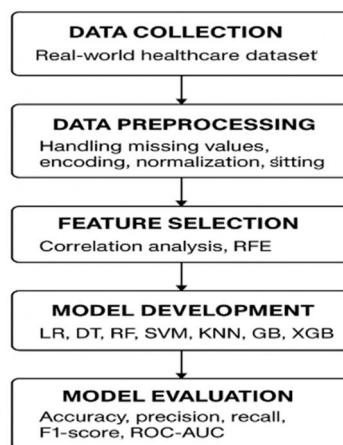 DATA COLLECTION
Real-world healthcare dataset
DATA PREPROCESSING
Handling missing values,
encoding, normalization, sitting
FEATURE SELECTION
Correlation analysis, RFE
MODEL DEVELOPMENT
LR, DT, RF, SVM, KNN, GB, XGB
MODEL EVALUATION
Accuracy, precision, recall,
F1-score, ROC-AUC